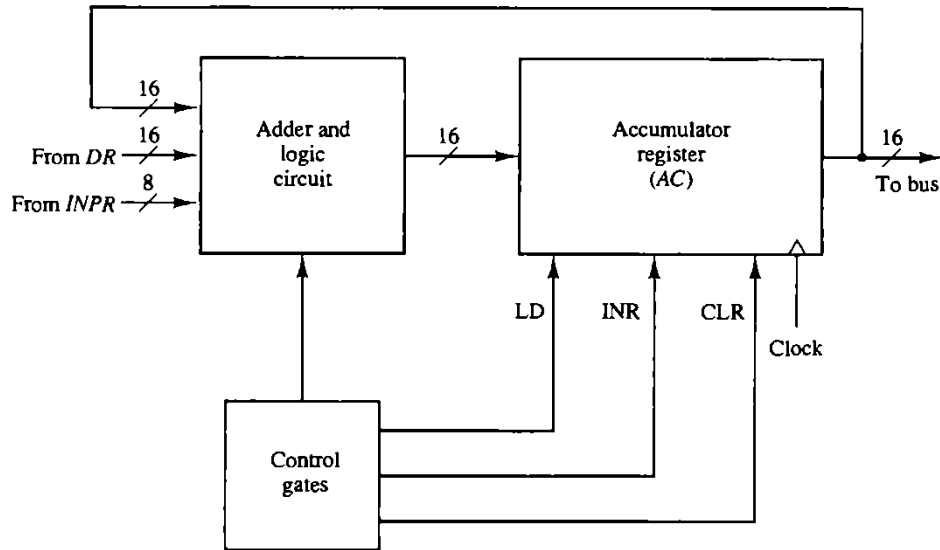 16
16
From DR
8
From INPR
Adder and
logic
circuit
16
Accumulator
register
(AC)
16
To bus
LD
INR
CLR
Clock
Control
gates